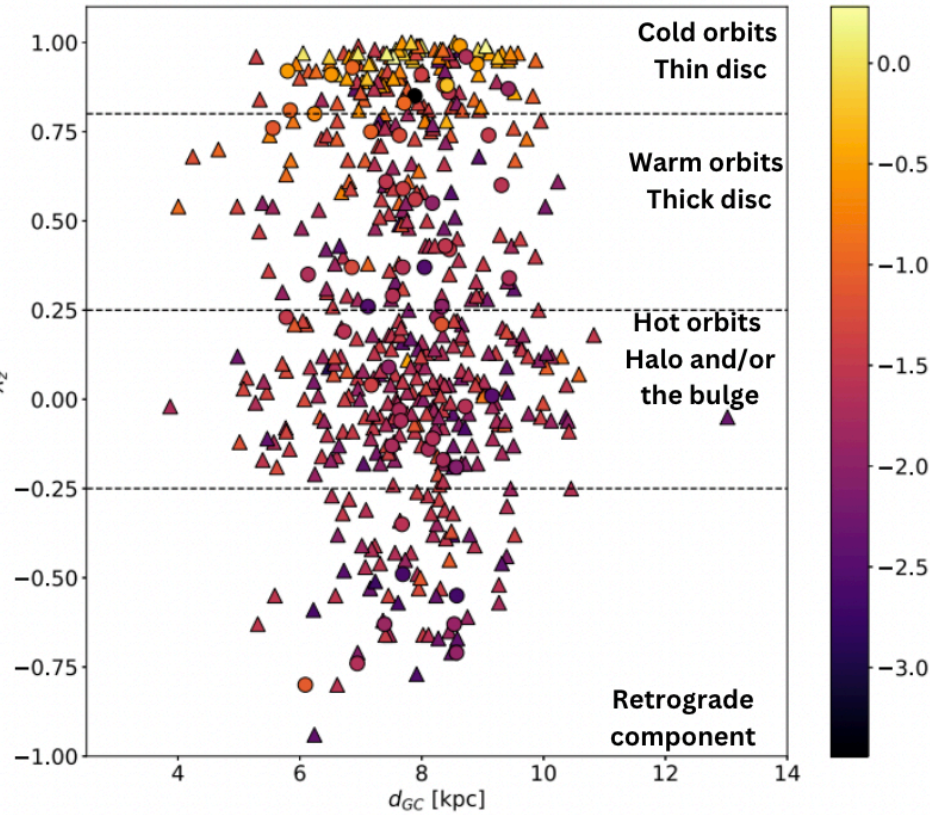 Cold orbits
Thin disc
Warm orbits
Thick disc
Hot orbits
Halo and/or
the bulge
Retrograde
component
1.00
0.75
0.50
0.25
0.00
−0.25
−0.50
−0.75
−1.00
4
6
8
10
12
14
d_GC [kpc]
0.0
−0.5
−1.0
−1.5
−2.0
−2.5
−3.0